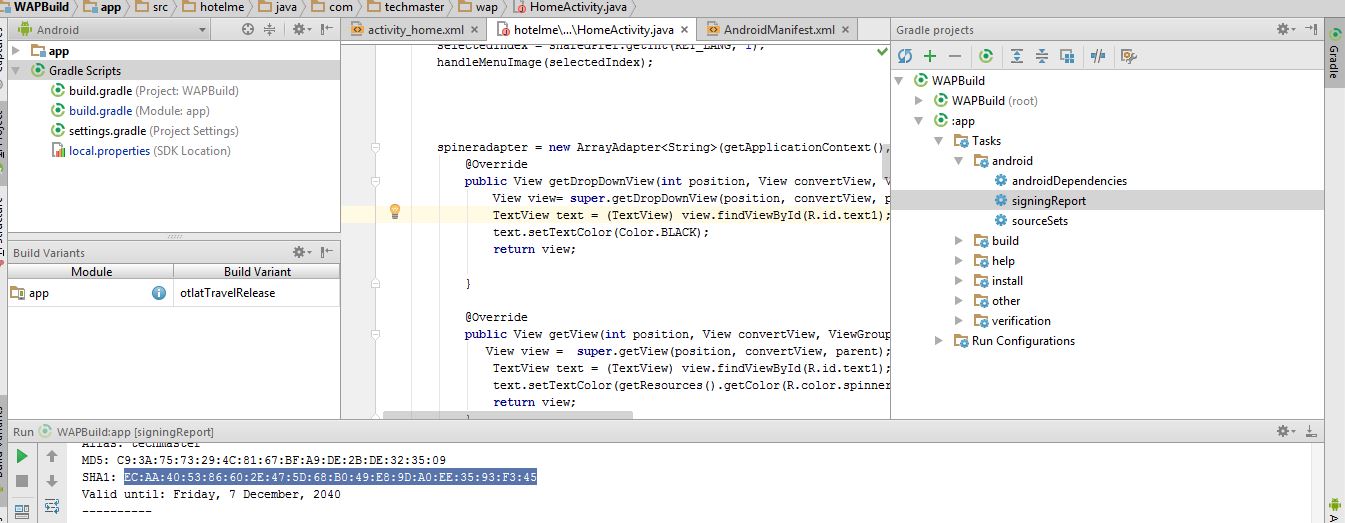 WAPBuild app src hotelme java com techmaster wap HomeActivity.java
Android
app
Gradle Scripts
build.gradle (Project: WAPBuild)
build.gradle (Module: app)
settings.gradle (Project Settings)
local.properties (SDK Location)
Build Variants
Module Build Variant
app otlatTravelRelease
activity_home.xml hotelme\...\HomeActivity.java AndroidManifest.xml
handleMenuImage(selectedIndex);
spineradapter = new ArrayAdapter<String>(getApplicationContext(),
@Override
public View getDropDownView(int position, View convertView, V
View view= super.getDropDownView(position, convertView, p
TextView text = (TextView) view.findViewById(R.id.text1);
text.setTextColor(Color.BLACK);
return view;
}
@Override
public View getView(int position, View convertView, ViewGroup
View view = super.getView(position, convertView, parent);
TextView text = (TextView) view.findViewById(R.id.text1);
text.setTextColor(getResources().getColor(R.color.spinner
return view;
Gradle projects
WAPBuild
WAPBuild (root)
:app
Tasks
android
androidDependencies
signingReport
sourceSets
build
help
install
other
verification
Run Configurations
Gradle
Run WAPBuild:app [signingReport]
Alias: techmaster
MD5: C9:3A:75:73:29:4C:81:67:BF:A9:DE:2B:DE:32:35:09
SHA1: EC:AA:40:53:86:60:2E:47:5D:68:B0:49:E8:9D:A0:EE:35:93:F3:45
Valid until: Friday, 7 December, 2040
----------